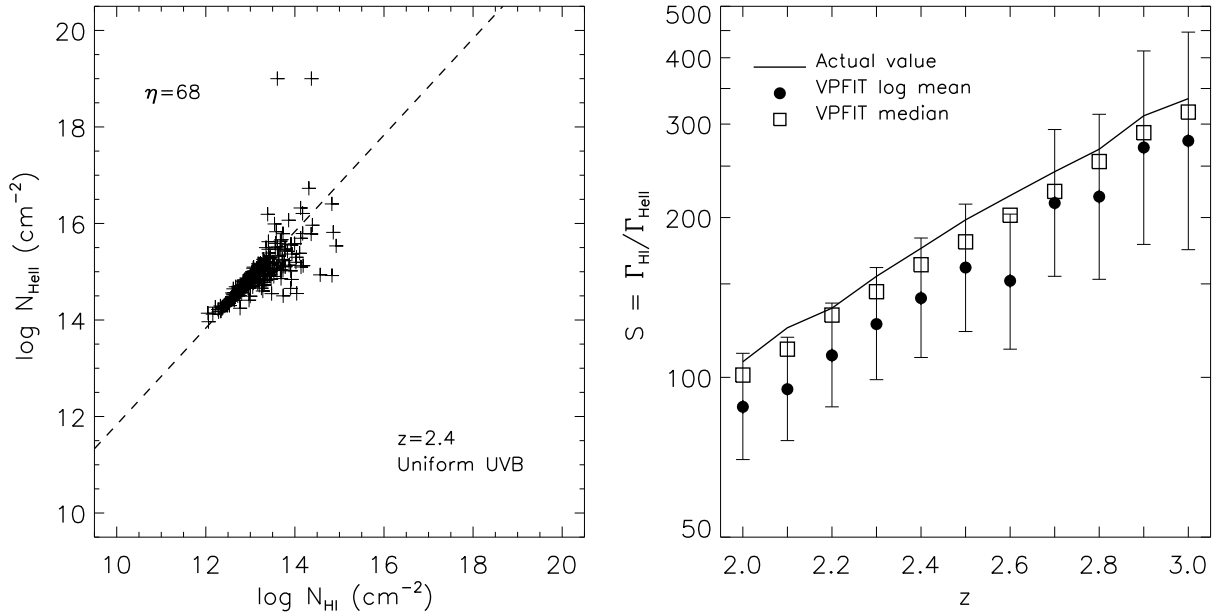 η=68
z=2.4
Uniform UVB
log N_HeII (cm⁻²)
20
18
16
14
12
10
10 12 14 16 18 20
log N_HI (cm⁻²)
Actual value
VPFIT log mean
VPFIT median
S = Γ_HI/Γ_HeII
500
400
300
200
100
50
2.0 2.2 2.4 2.6 2.8 3.0
z